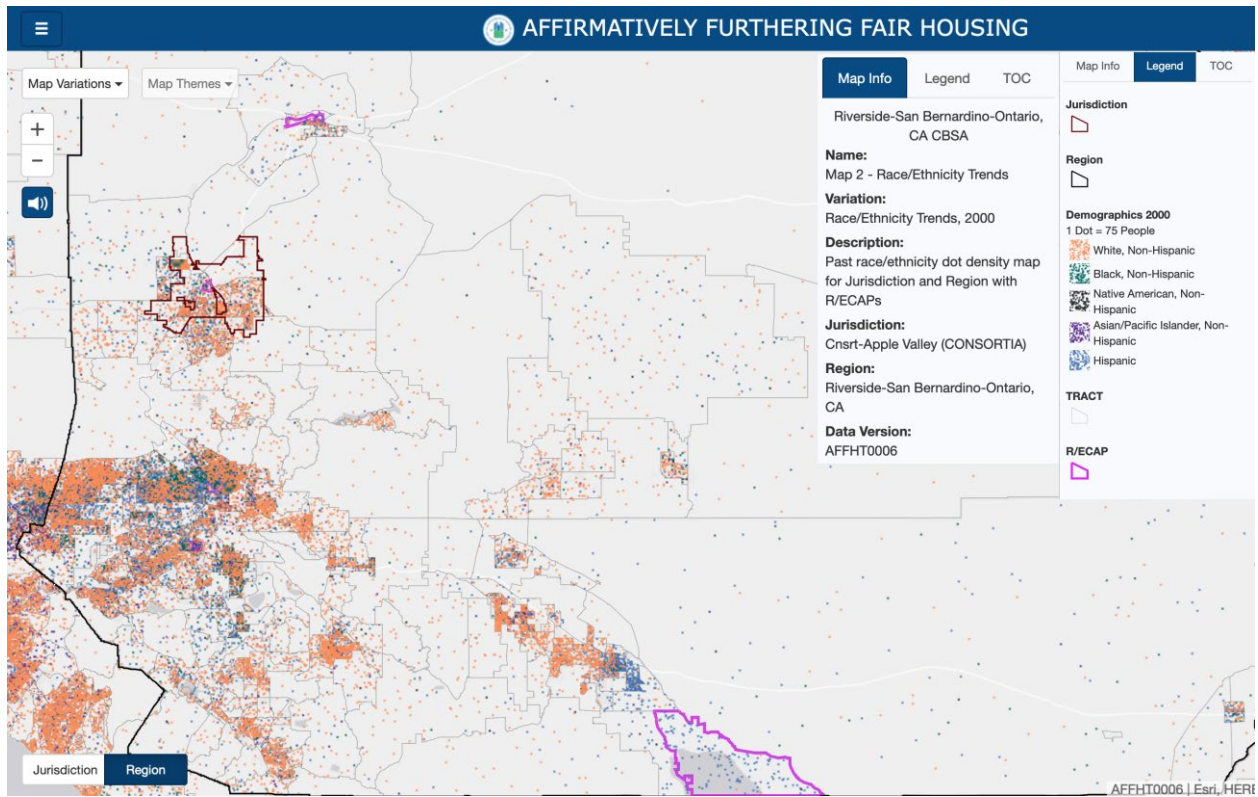 ☰
AFFIRMATIVELY FURTHERING FAIR HOUSING
Map Variations
Map Themes
+
−
Map Info
Legend
TOC
Riverside-San Bernardino-Ontario,
CA CBSA
Name:
Map 2 - Race/Ethnicity Trends
Variation:
Race/Ethnicity Trends, 2000
Description:
Past race/ethnicity dot density map
for Jurisdiction and Region with
R/ECAPs
Jurisdiction:
Cnsrt-Apple Valley (CONSORTIA)
Region:
Riverside-San Bernardino-Ontario,
CA
Data Version:
AFFHT0006
Map Info
Legend
TOC
Jurisdiction
Region
Demographics 2000
1 Dot = 75 People
White, Non-Hispanic
Black, Non-Hispanic
Native American, Non-
Hispanic
Asian/Pacific Islander, Non-
Hispanic
Hispanic
TRACT
R/ECAP
Jurisdiction
Region
AFFHT0006 | Esri, HERE